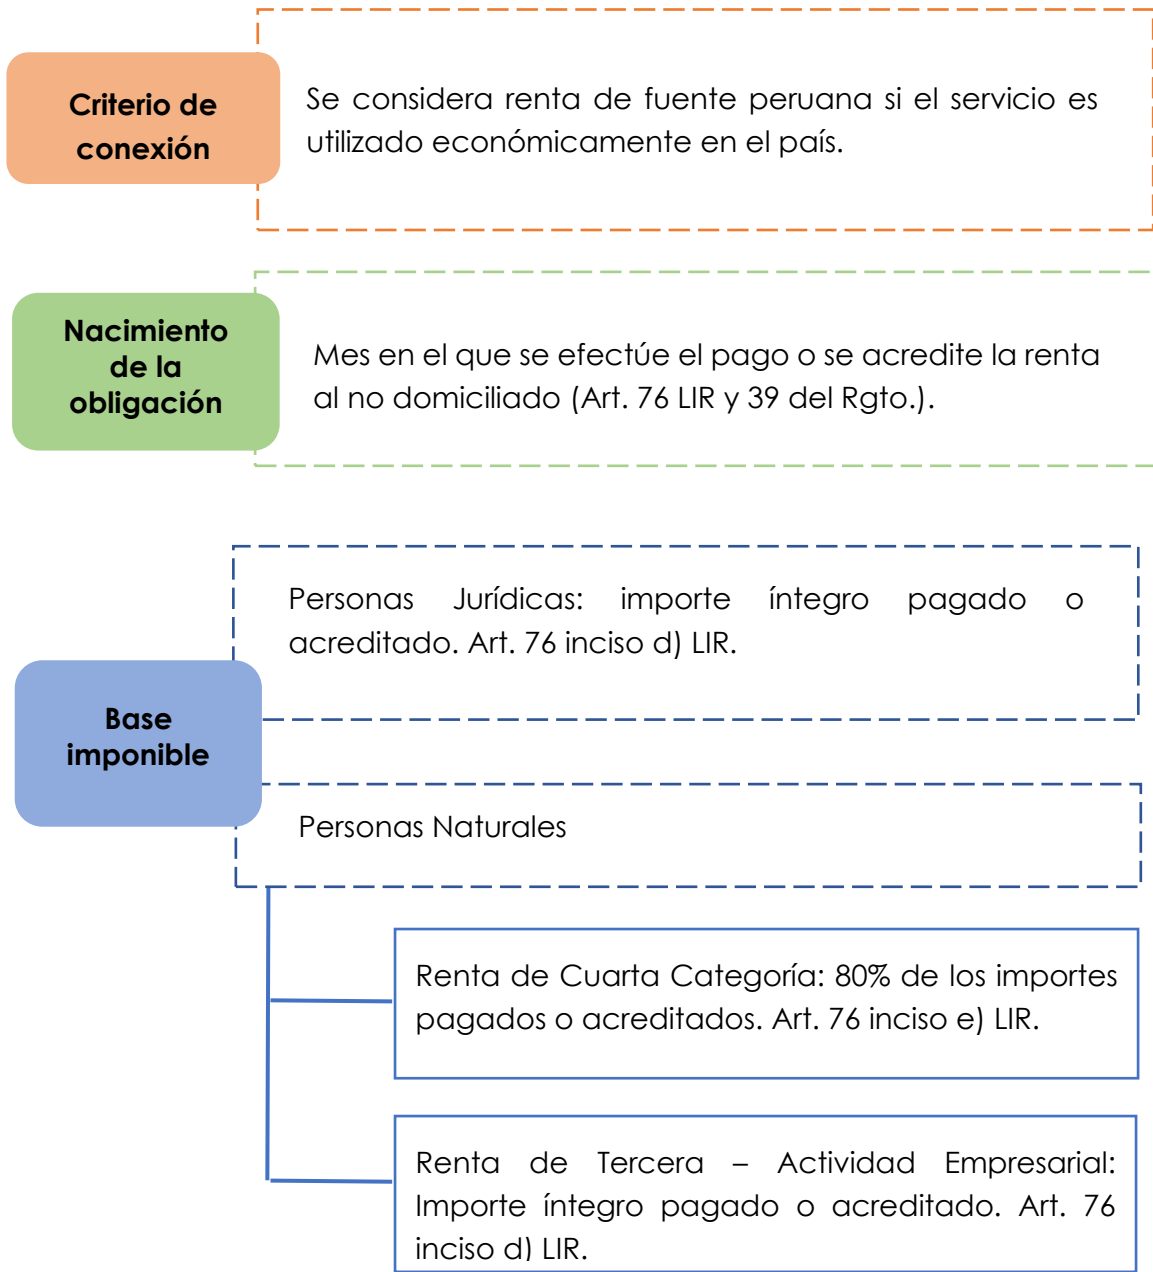 Criterio de
conexión
Se considera renta de fuente peruana si el servicio es
utilizado económicamente en el país.
Nacimiento
de la
obligación
Mes en el que se efectúe el pago o se acredite la renta
al no domiciliado (Art. 76 LIR y 39 del Rgto.).
Base
imponible
Personas Jurídicas: importe íntegro pagado o
acreditado. Art. 76 inciso d) LIR.
Personas Naturales
Renta de Cuarta Categoría: 80% de los importes
pagados o acreditados. Art. 76 inciso e) LIR.
Renta de Tercera – Actividad Empresarial:
Importe íntegro pagado o acreditado. Art. 76
inciso d) LIR.